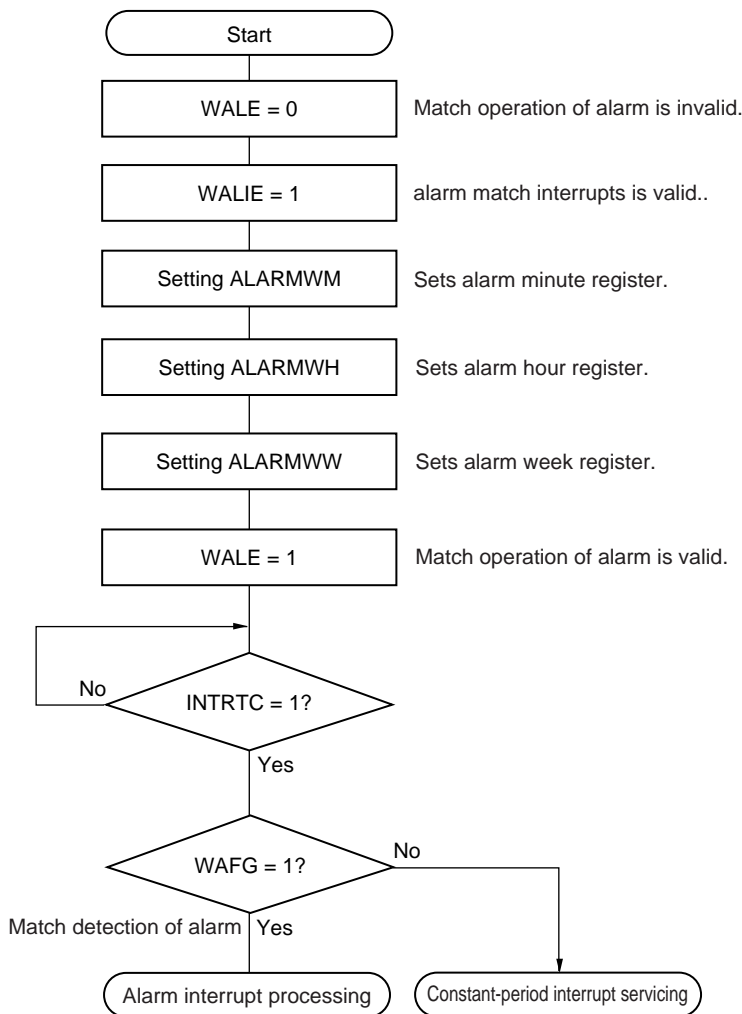 Start
WALE = 0
Match operation of alarm is invalid.
WALIE = 1
alarm match interrupts is valid..
Setting ALARMWM
Sets alarm minute register.
Setting ALARMWH
Sets alarm hour register.
Setting ALARMWW
Sets alarm week register.
WALE = 1
Match operation of alarm is valid.
No
INTRTC = 1?
Yes
No
WAFG = 1?
Match detection of alarm
Yes
Alarm interrupt processing
Constant-period interrupt servicing